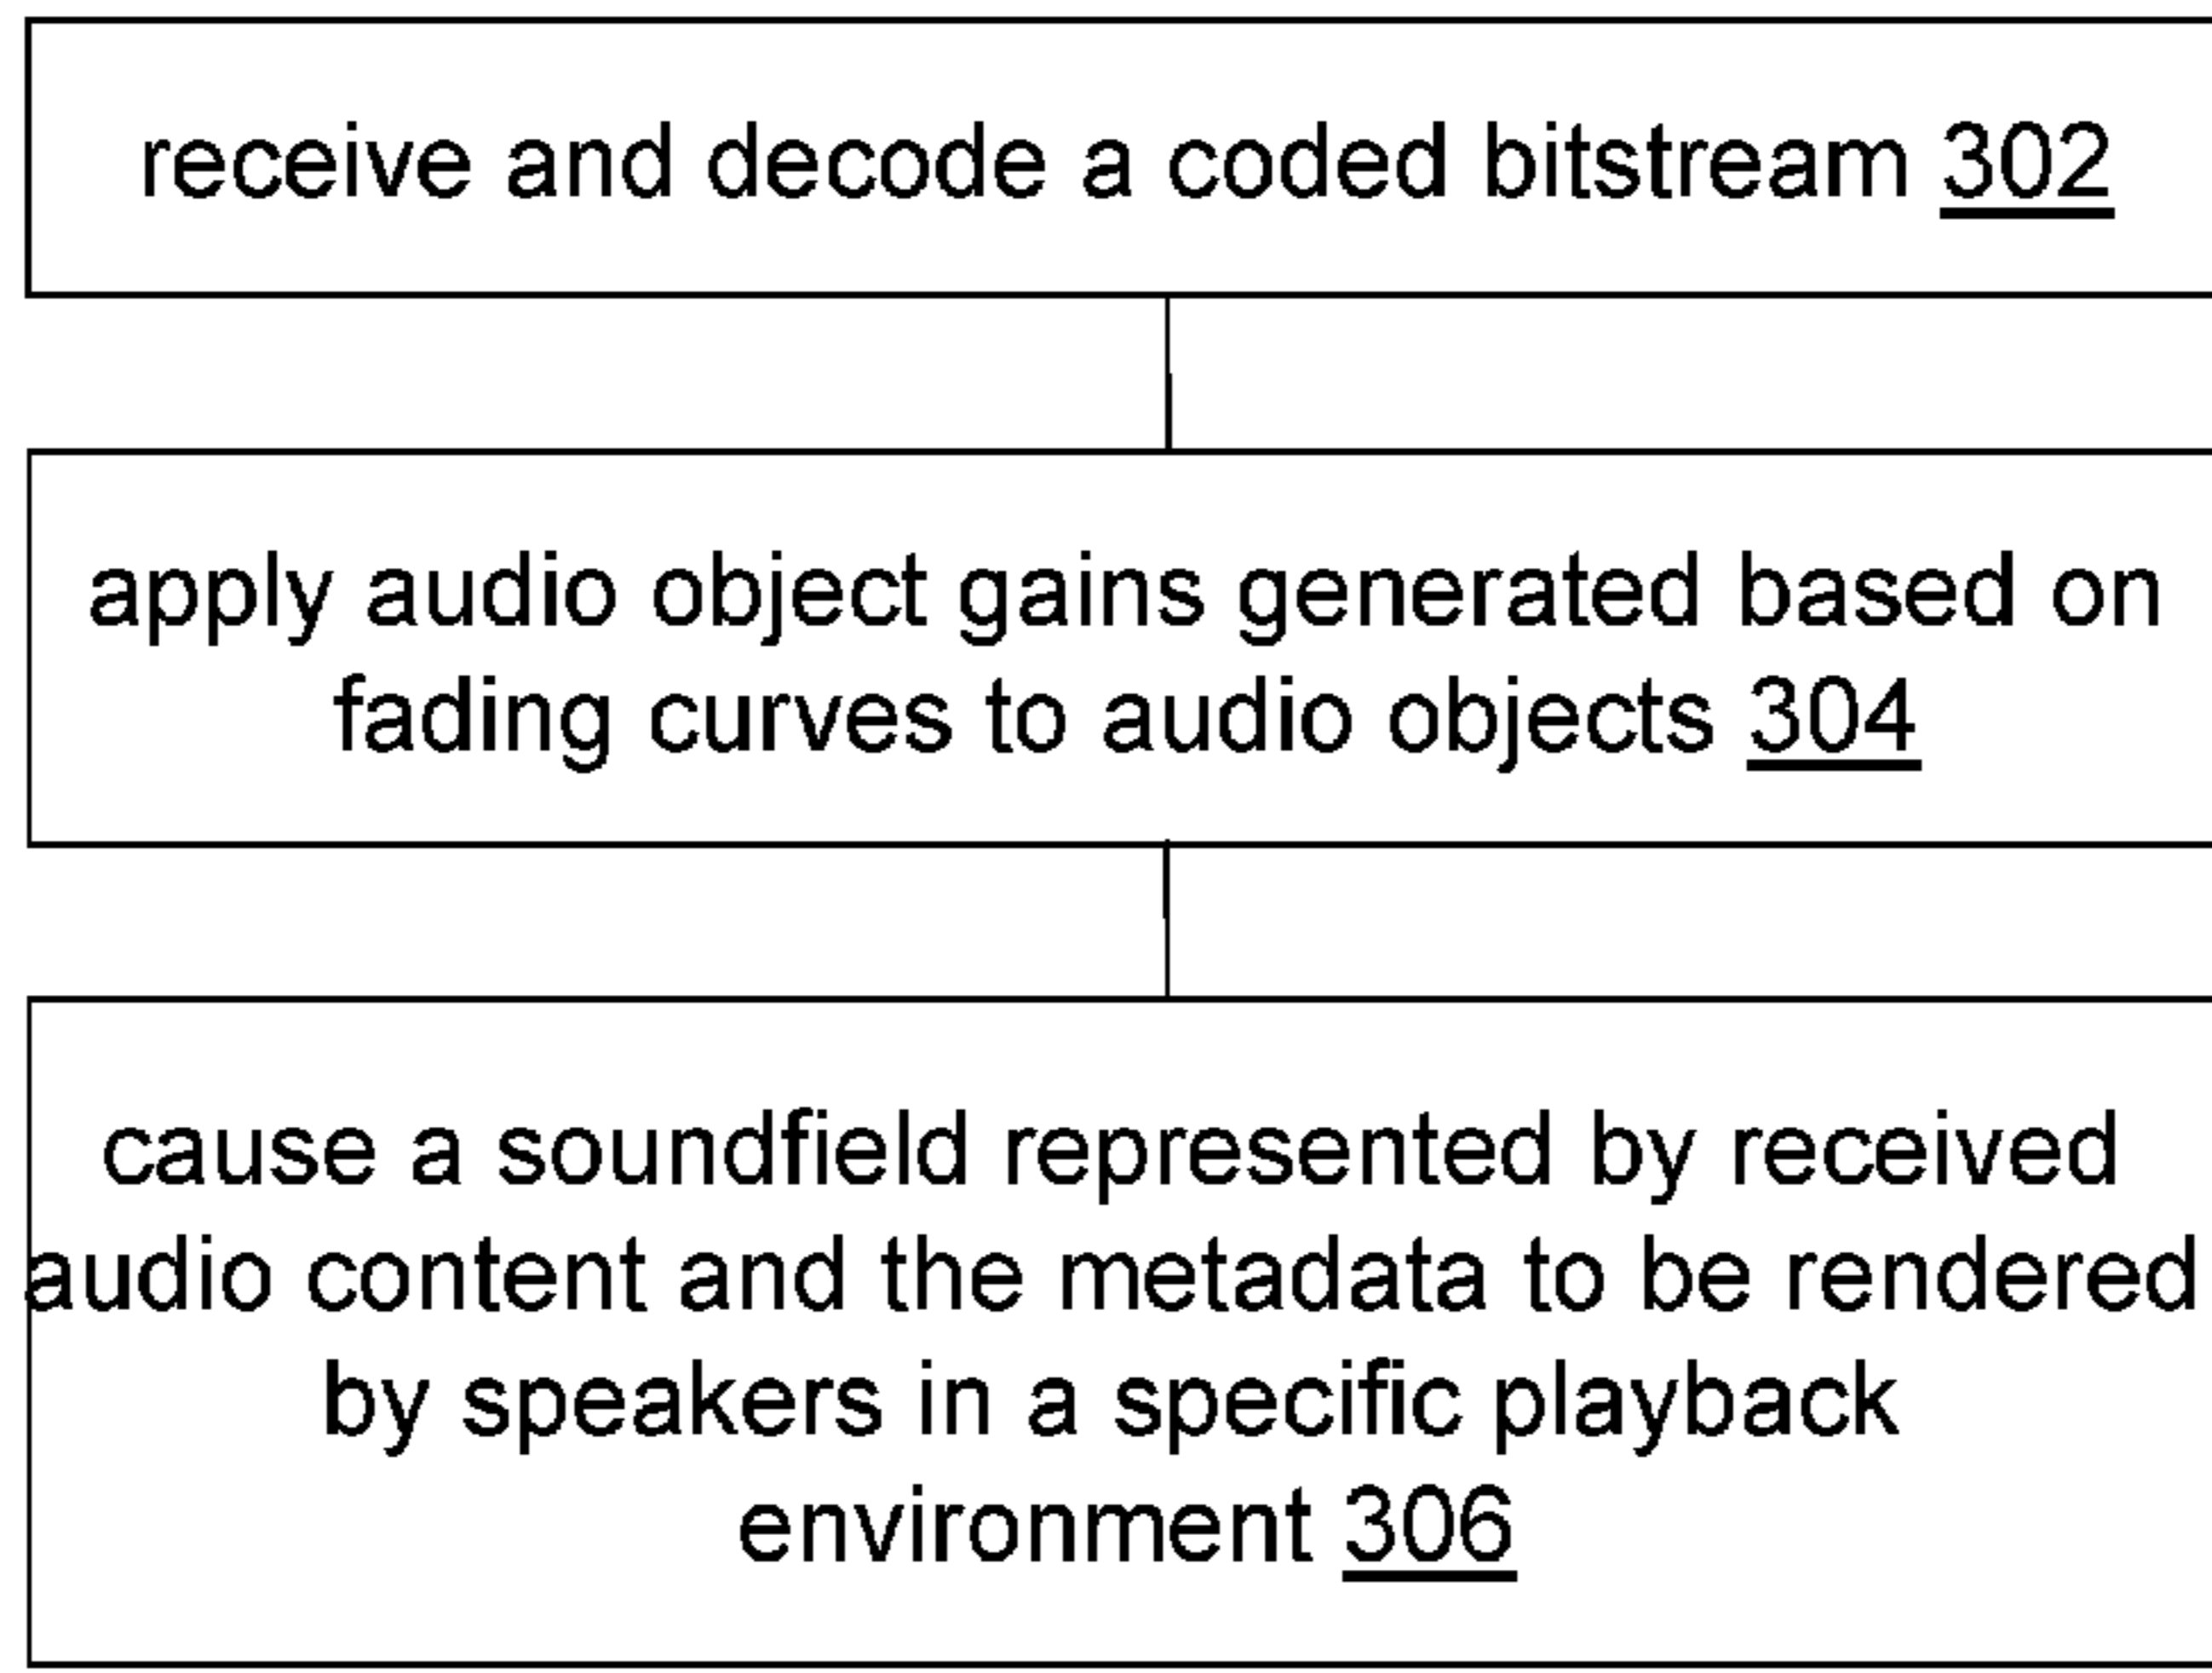 receive and decode a coded bitstream 302
apply audio object gains generated based on
fading curves to audio objects 304
cause a soundfield represented by received
audio content and the metadata to be rendered
by speakers in a specific playback
environment 306